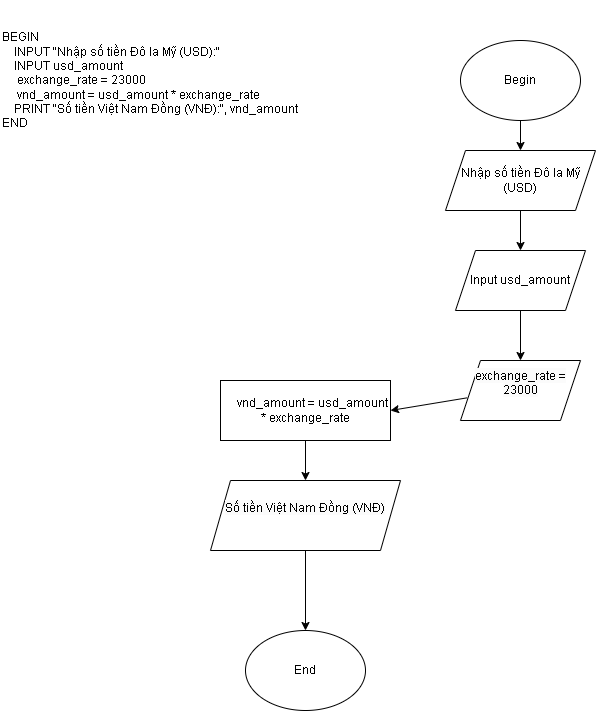 BEGIN
INPUT "Nhập số tiền Đô la Mỹ (USD):"
INPUT usd_amount
exchange_rate = 23000
vnd_amount = usd_amount * exchange_rate
PRINT "Số tiền Việt Nam Đồng (VNĐ):", vnd_amount
END
Begin
Nhập số tiền Đô la Mỹ
(USD)
Input usd_amount
exchange_rate =
23000
vnd_amount = usd_amount
* exchange_rate
Số tiền Việt Nam Đồng (VNĐ)
End